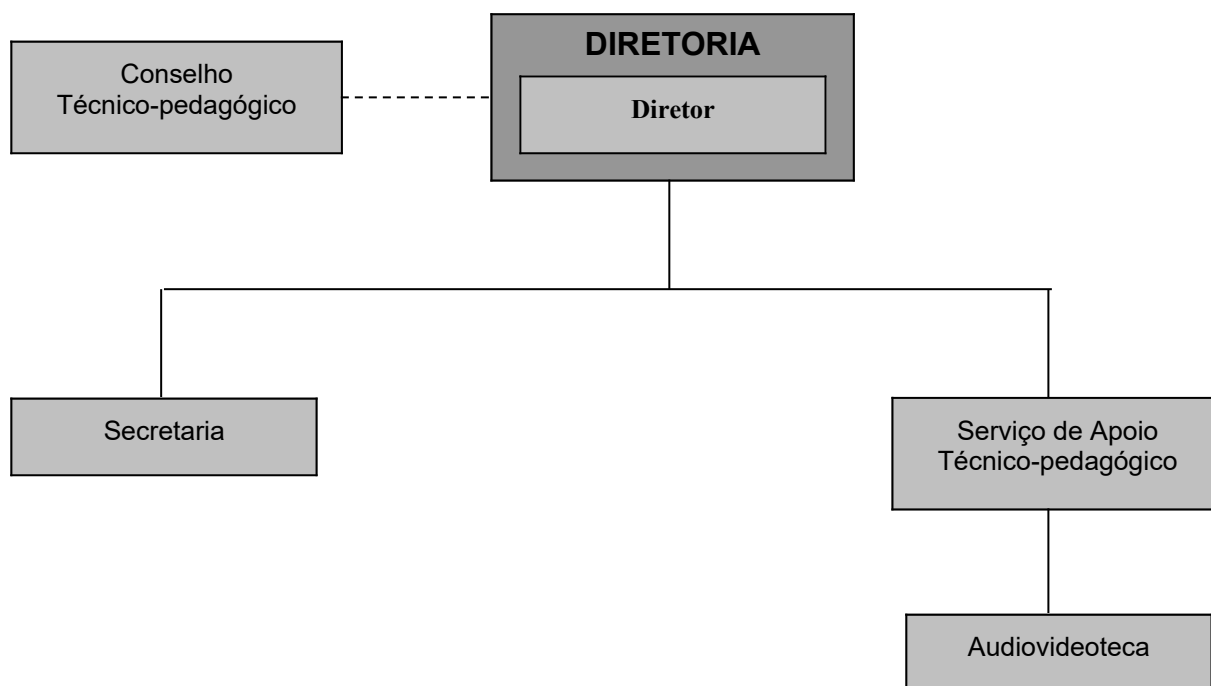 DIRETORIA
Diretor
Conselho
Técnico-pedagógico
Secretaria
Serviço de Apoio
Técnico-pedagógico
Audiovideoteca